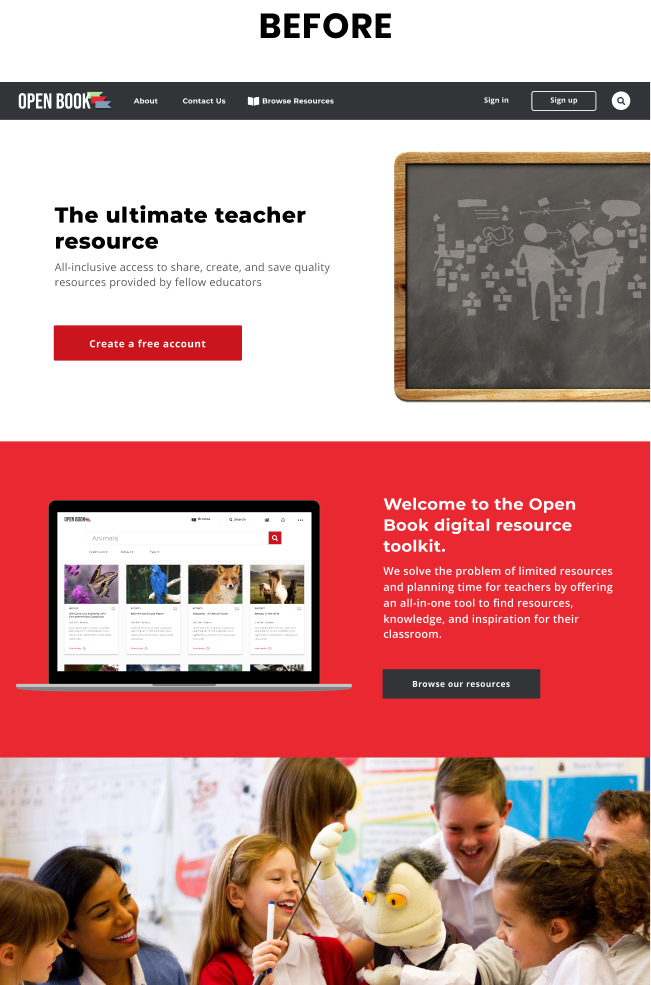 BEFORE
OPEN BOOK
About
Contact Us
Browse Resources
Sign in
Sign up
The ultimate teacher
resource
All-inclusive access to share, create, and save quality
resources provided by fellow educators
Create a free account
Welcome to the Open
Book digital resource
toolkit.
We solve the problem of limited resources
and planning time for teachers by offering
an all-in-one tool to find resources,
knowledge, and inspiration for their
classroom.
Browse our resources
OPEN BOOK
Browse
Search
Animals